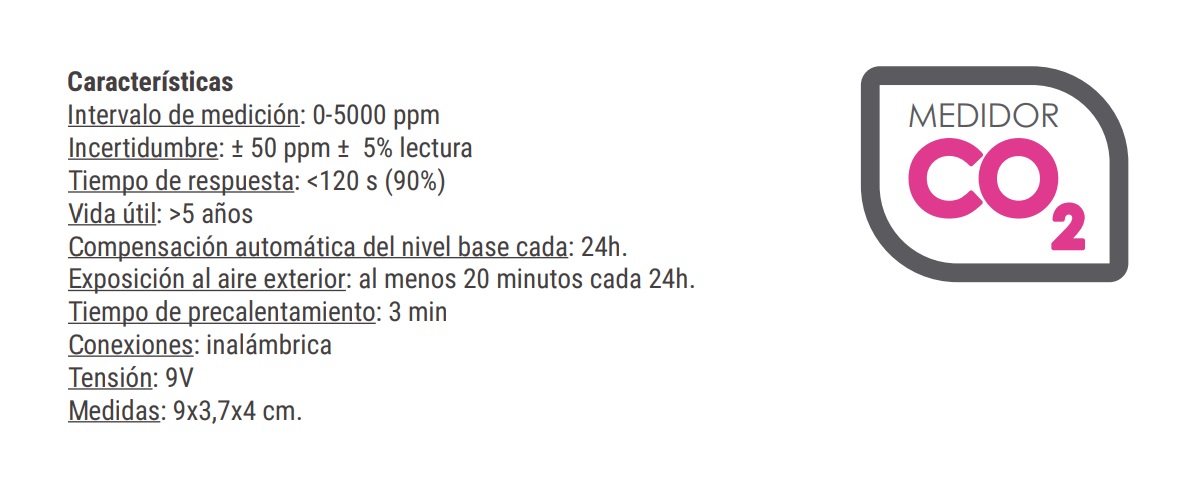 Características
Intervalo de medición: 0-5000 ppm
Incertidumbre: ± 50 ppm ±  5% lectura
Tiempo de respuesta: <120 s (90%)
Vida útil: >5 años
Compensación automática del nivel base cada: 24h.
Exposición al aire exterior: al menos 20 minutos cada 24h.
Tiempo de precalentamiento: 3 min
Conexiones: inalámbrica
Tensión: 9V
Medidas: 9x3,7x4 cm.
MEDIDOR
CO2